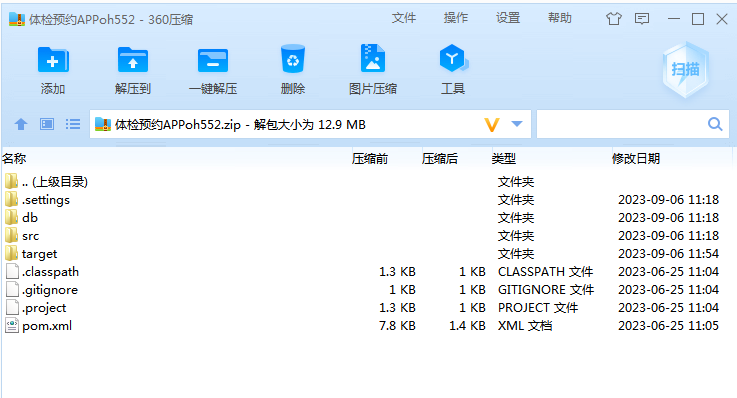 体检预约APPoh552 - 360压缩 文件 操作 设置 帮助
添加 解压到 一键解压 删除 图片压缩 工具 扫描
体检预约APPoh552.zip - 解包大小为 12.9 MB
名称 压缩前 压缩后 类型 修改日期
.. (上级目录) 文件夹
.settings 文件夹 2023-09-06 11:18
db 文件夹 2023-09-06 11:18
src 文件夹 2023-09-06 11:18
target 文件夹 2023-09-06 11:54
.classpath 1.3 KB 1 KB CLASSPATH 文件 2023-06-25 11:04
.gitignore 1 KB 1 KB GITIGNORE 文件 2023-06-25 11:04
.project 1.3 KB 1 KB PROJECT 文件 2023-06-25 11:04
pom.xml 7.8 KB 1.4 KB XML 文档 2023-06-25 11:05